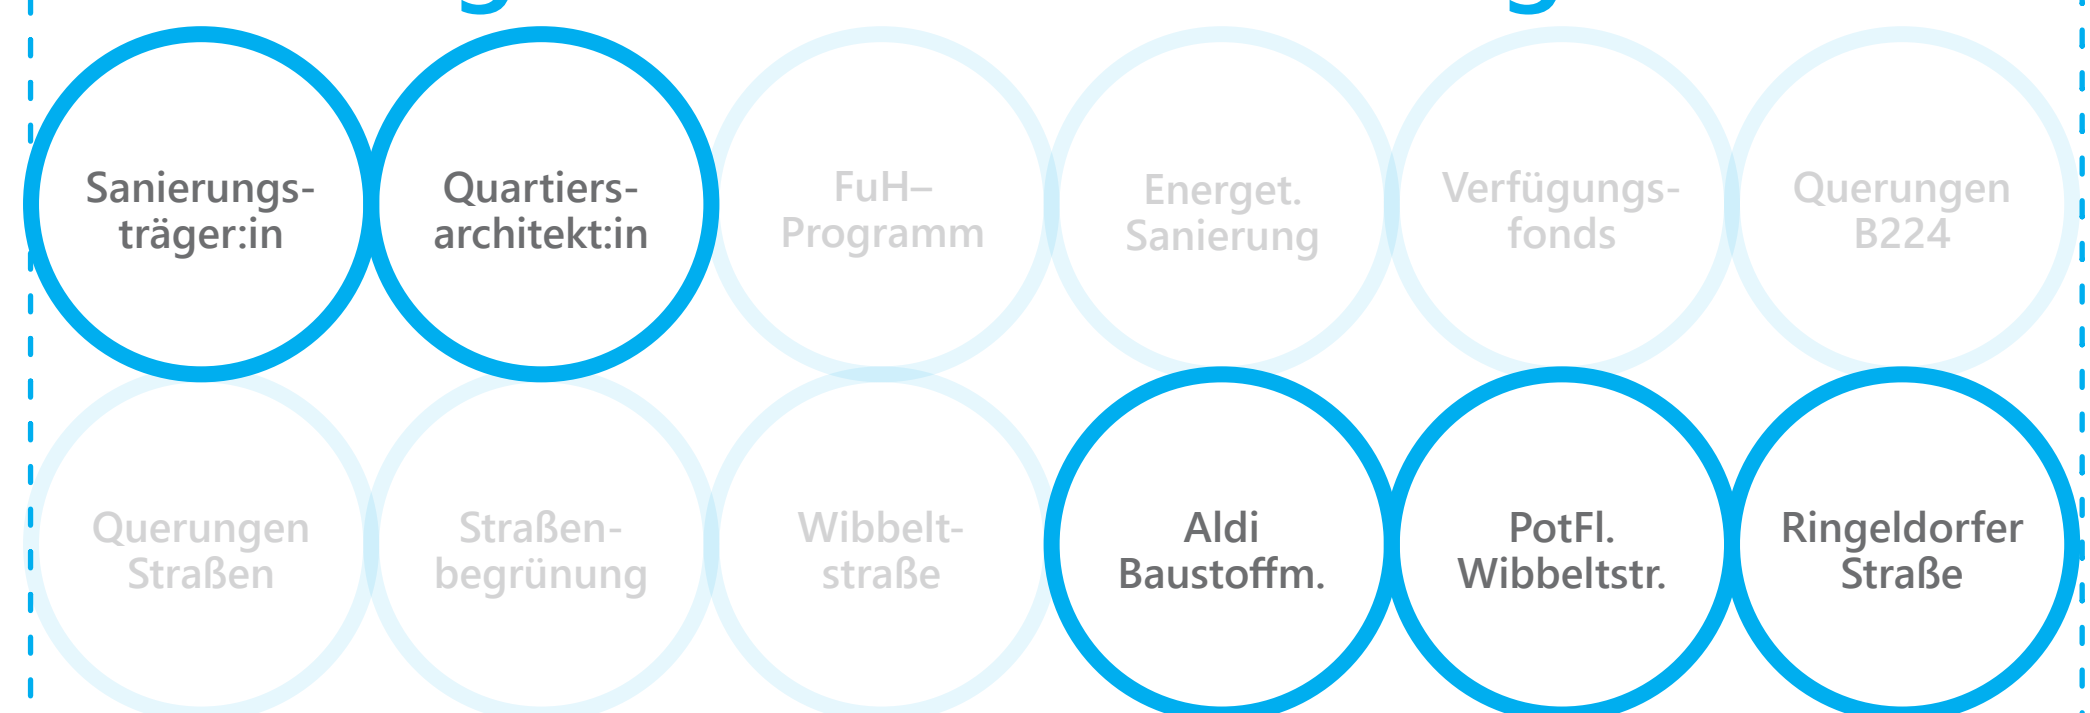 Sanierungs-
träger:in
Quartiers-
architekt:in
FuH–
Programm
Energet.
Sanierung
Verfügungs-
fonds
Querungen
B224
Querungen
Straßen
Straßen-
begrünung
Wibbelt-
straße
Aldi
Baustoffm.
PotFl.
Wibbeltstr.
Ringeldorfer
Straße